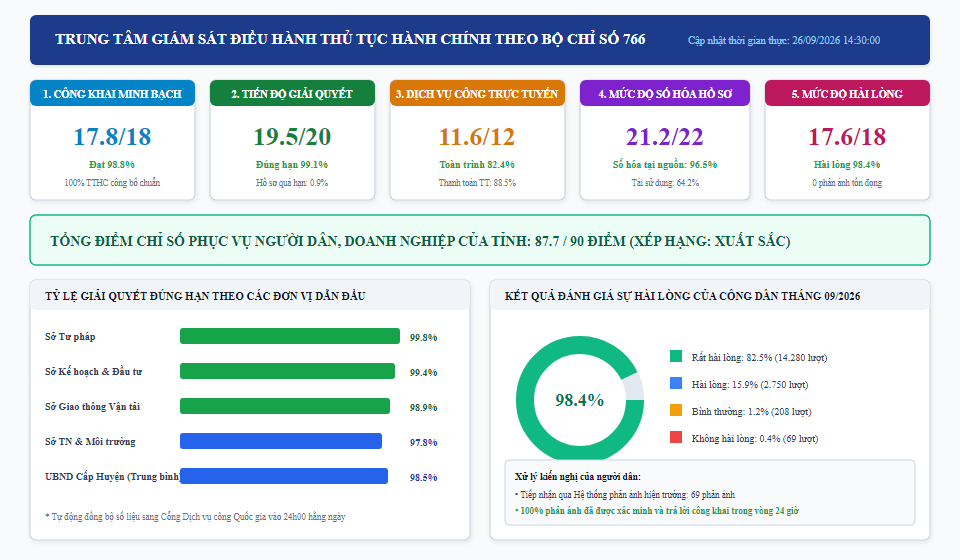 TRUNG TÂM GIÁM SÁT ĐIỀU HÀNH THỦ TỤC HÀNH CHÍNH THEO BỘ CHỈ SỐ 766
Cập nhật thời gian thực: 26/09/2026 14:30:00
1. CÔNG KHAI MINH BẠCH
17.8/18
Đạt 98.8%
100% TTHC công bố chuẩn
2. TIẾN ĐỘ GIẢI QUYẾT
19.5/20
Đúng hạn 99.1%
Hồ sơ quá hạn: 0.9%
3. DỊCH VỤ CÔNG TRỰC TUYẾN
11.6/12
Toàn trình 82.4%
Thanh toán TT: 88.5%
4. MỨC ĐỘ SỐ HÓA HỒ SƠ
21.2/22
Số hóa tại nguồn: 96.5%
Tái sử dụng: 64.2%
5. MỨC ĐỘ HÀI LÒNG
17.6/18
Hài lòng 98.4%
0 phản ánh tồn đọng
TỔNG ĐIỂM CHỈ SỐ PHỤC VỤ NGƯỜI DÂN, DOANH NGHIỆP CỦA TỈNH: 87.7 / 90 ĐIỂM (XẾP HẠNG: XUẤT SẮC)
TỶ LỆ GIẢI QUYẾT ĐÚNG HẠN THEO CÁC ĐƠN VỊ DẪN ĐẦU
Sở Tư pháp 99.8%
Sở Kế hoạch & Đầu tư 99.4%
Sở Giao thông Vận tải 98.9%
Sở TN & Môi trường 97.8%
UBND Cấp Huyện (Trung bình) 98.5%
* Tự động đồng bộ số liệu sang Cổng Dịch vụ công Quốc gia vào 24h00 hằng ngày
KẾT QUẢ ĐÁNH GIÁ SỰ HÀI LÒNG CỦA CÔNG DÂN THÁNG 09/2026
98.4%
Rất hài lòng: 82.5% (14.280 lượt)
Hài lòng: 15.9% (2.750 lượt)
Bình thường: 1.2% (208 lượt)
Không hài lòng: 0.4% (69 lượt)
Xử lý kiến nghị của người dân:
• Tiếp nhận qua Hệ thống phản ánh hiện trường: 69 phản ánh
• 100% phản ánh đã được xác minh và trả lời công khai trong vòng 24 giờ